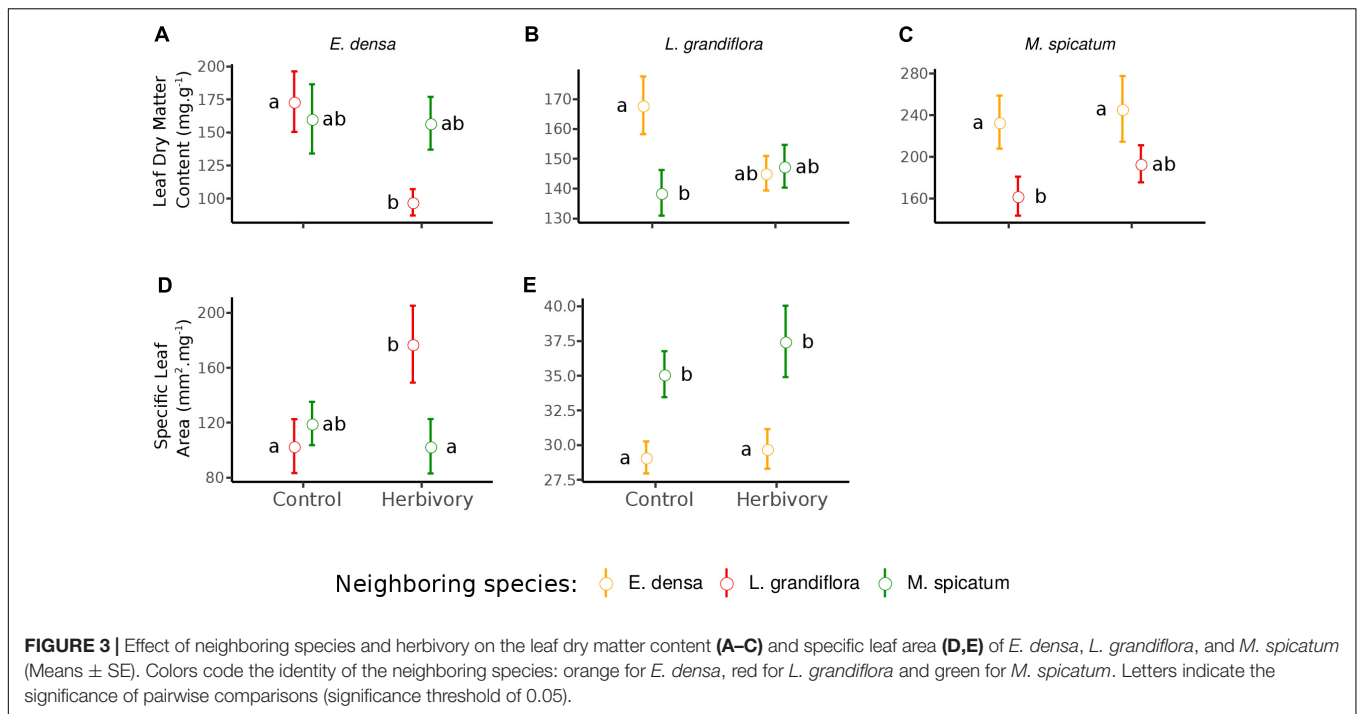 A
E. densa
B
L. grandiflora
C
M. spicatum
Leaf Dry Matter
Content (mg.g-1)
200
175
150
125
100
a
ab
ab
b
170
160
150
140
130
a
b
ab
ab
280
240
200
160
a
b
a
ab
D
E
Specific Leaf
Area (mm2.mg-1)
200
160
120
80
a
ab
b
a
Control
Herbivory
40.0
37.5
35.0
32.5
30.0
27.5
a
b
a
b
Control
Herbivory
Neighboring species: E. densa L. grandiflora M. spicatum
FIGURE 3 | Effect of neighboring species and herbivory on the leaf dry matter content (A–C) and specific leaf area (D,E) of E. densa, L. grandiflora, and M. spicatum
(Means ± SE). Colors code the identity of the neighboring species: orange for E. densa, red for L. grandiflora and green for M. spicatum. Letters indicate the
significance of pairwise comparisons (significance threshold of 0.05).